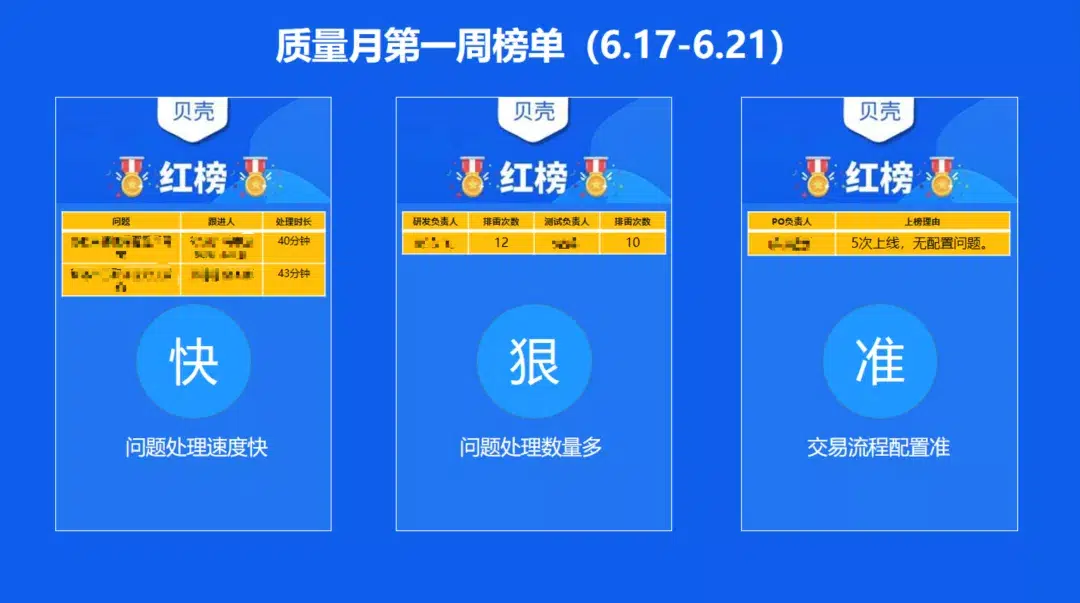 质量月第一周榜单（6.17-6.21）
贝壳
红榜
问题 跟进人 处理时长
40分钟
43分钟
快
问题处理速度快
贝壳
红榜
研发负责人 排雷次数 测试负责人 排雷次数
12 10
狠
问题处理数量多
贝壳
红榜
PO负责人 上榜理由
5次上线，无配置问题。
准
交易流程配置准